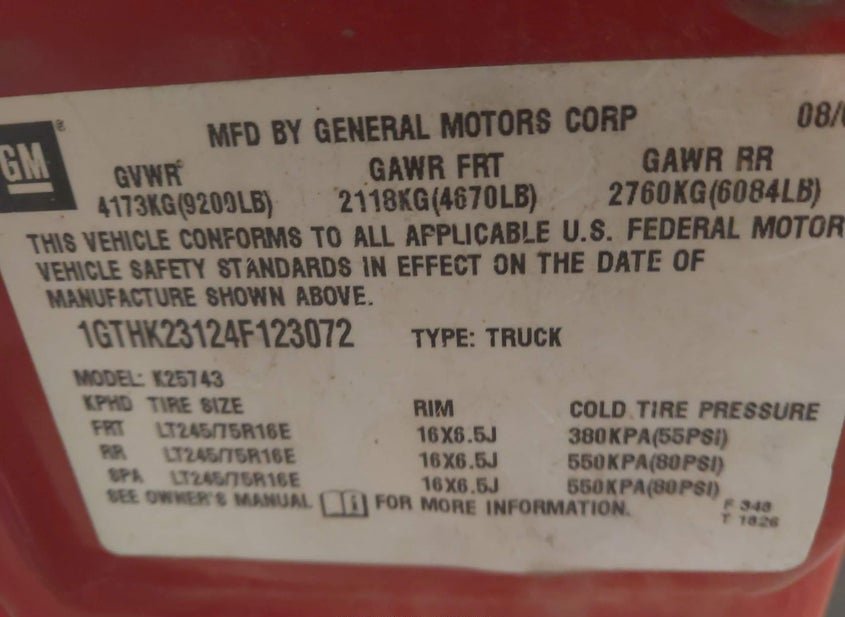 GM®
MFD BY GENERAL MOTORS CORP 08/0
GVWR GAWR FRT GAWR RR
4173KG(9200LB) 2118KG(4670LB) 2760KG(6084LB)
THIS VEHICLE CONFORMS TO ALL APPLICABLE U.S. FEDERAL MOTOR
VEHICLE SAFETY STANDARDS IN EFFECT ON THE DATE OF
MANUFACTURE SHOWN ABOVE.
1GTHK23124F123072 TYPE: TRUCK
MODEL: K25743
KPHD TIRE SIZE RIM COLD TIRE PRESSURE
FRT LT245/75R16E 16X6.5J 380KPA(55PSI)
RR LT245/75R16E 16X6.5J 550KPA(80PSI)
SPA LT245/75R16E 16X6.5J 550KPA(80PSI)
SEE OWNER'S MANUAL FOR MORE INFORMATION.
F 348
T 1826